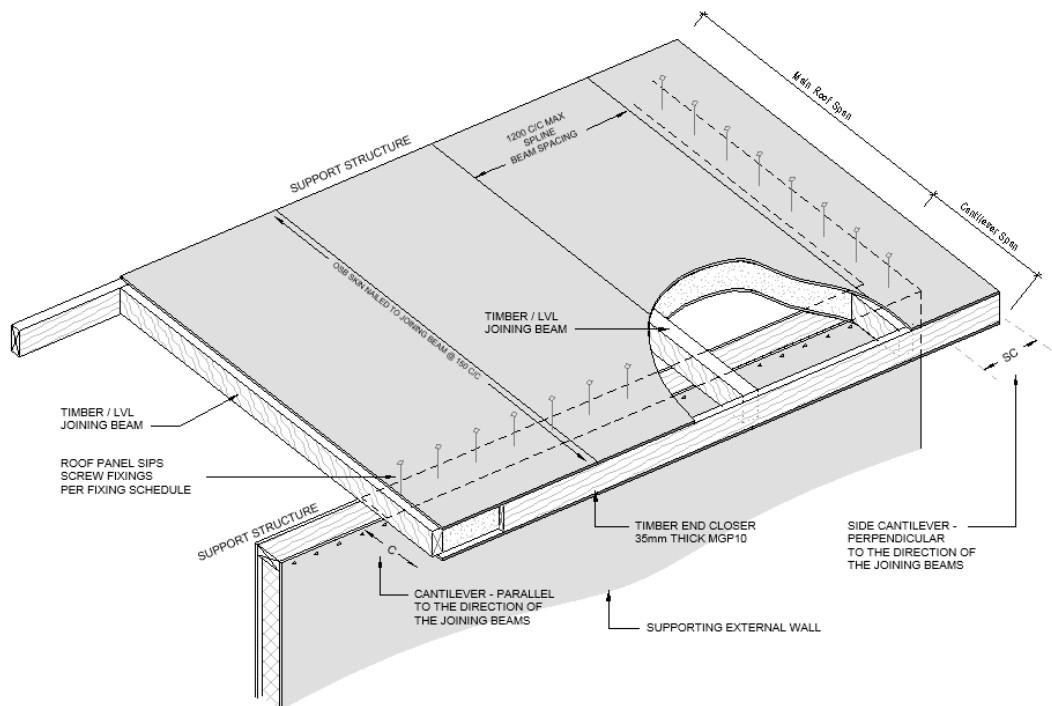 Main Roof Span
Cantilever Span
1200 C/C MAX
SPLINE
BEAM SPACING
SUPPORT STRUCTURE
OSB SKIN NAILED TO JOINING BEAM @ 150 C/C
TIMBER / LVL
JOINING BEAM
SC
TIMBER / LVL
JOINING BEAM
ROOF PANEL SIPS
SCREW FIXINGS
PER FIXING SCHEDULE
SUPPORT STRUCTURE
C
TIMBER END CLOSER
35mm THICK MGP10
SIDE CANTILEVER -
PERPENDICULAR
TO THE DIRECTION OF
THE JOINING BEAMS
CANTILEVER - PARALLEL
TO THE DIRECTION OF
THE JOINING BEAMS
SUPPORTING EXTERNAL WALL